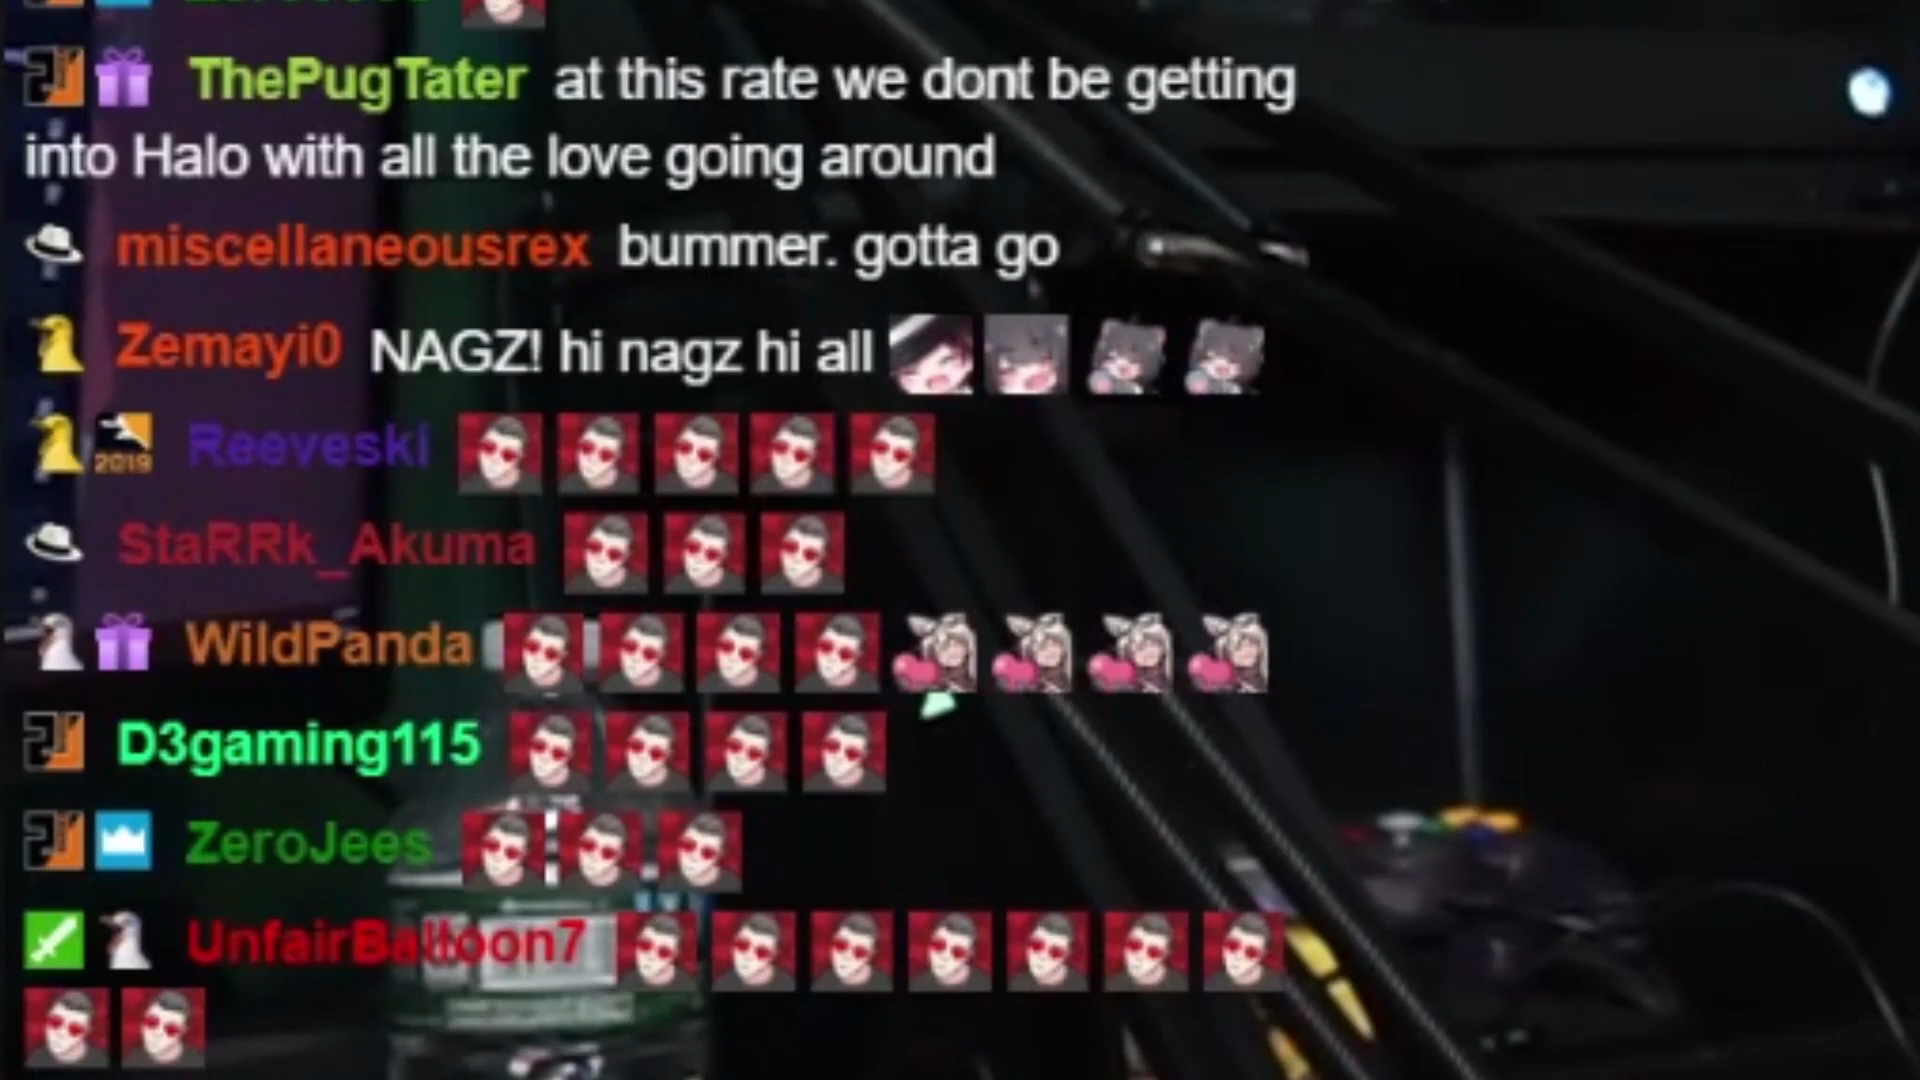 ThePugTater at this rate we dont be getting
into Halo with all the love going around
miscellaneousrex bummer. gotta go
Zemayi0 NAGZ! hi nagz hi all
2019 Reeveski
StaRRk_Akuma
WildPanda
D3gaming115
ZeroJees
UnfairBalloon7